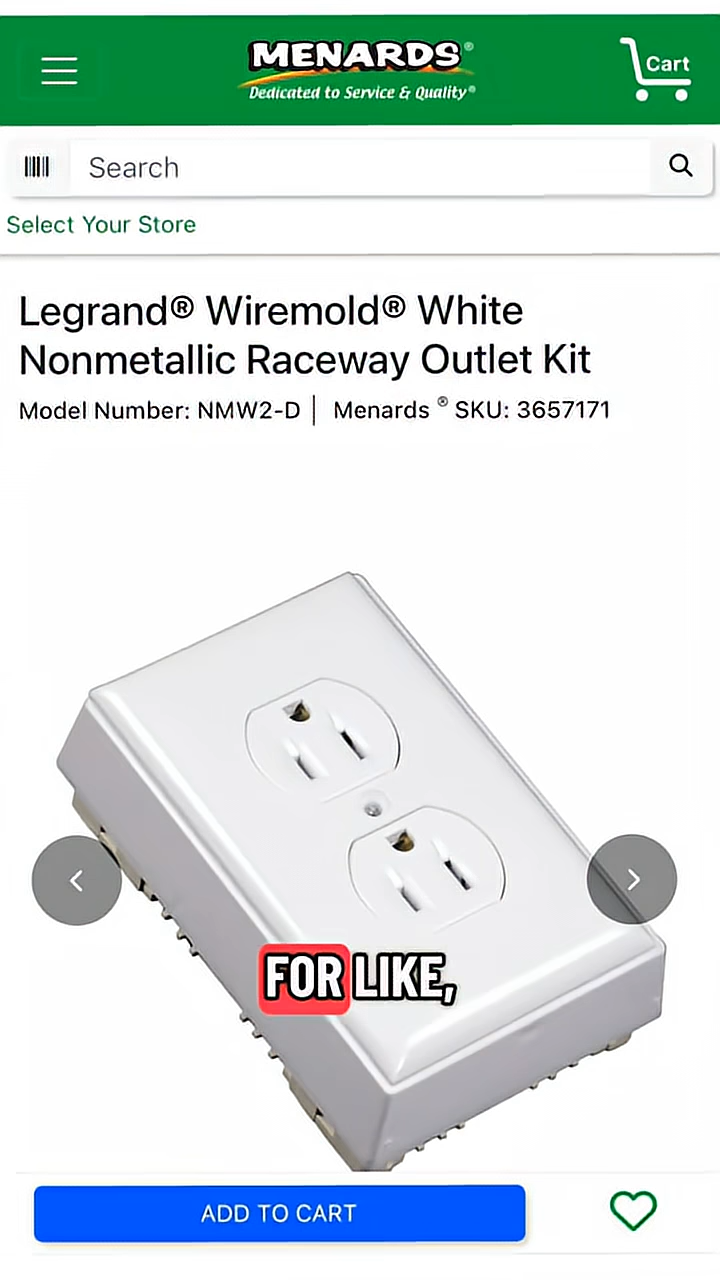 MENARDS®
Dedicated to Service & Quality®
Cart
Search
Select Your Store
Legrand® Wiremold® White
Nonmetallic Raceway Outlet Kit
Model Number: NMW2-D | Menards ® SKU: 3657171
FOR LIKE,
ADD TO CART